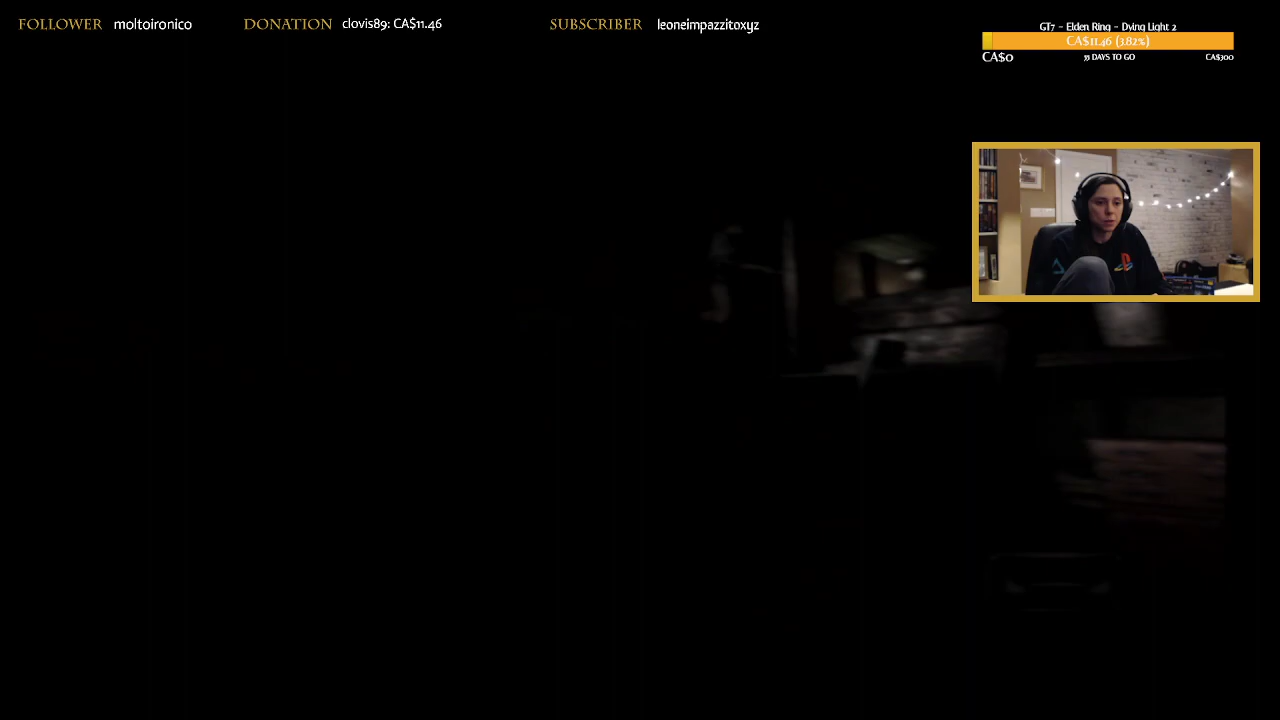 FOLLOWER moltoironico DONATION clovis89: CA$11.46 SUBSCRIBER leoneimpazzitoxyz
GT7 - Elden Ring - Dying Light 2
CA$11.46 (3.82%)
CA$0 33 DAYS TO GO CA$300